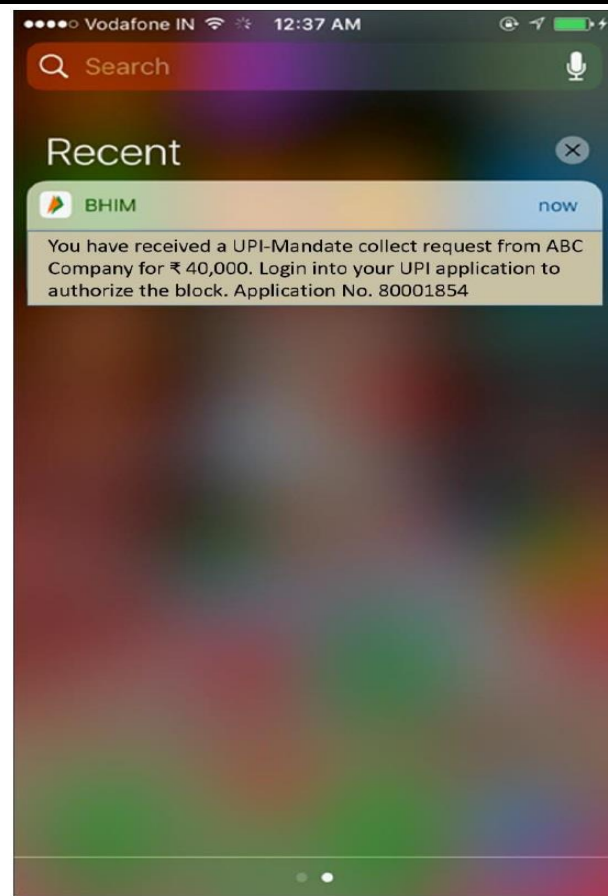 Vodafone IN 12:37 AM
Search
Recent
BHIM now
You have received a UPI-Mandate collect request from ABC
Company for ₹ 40,000. Login into your UPI application to
authorize the block. Application No. 80001854